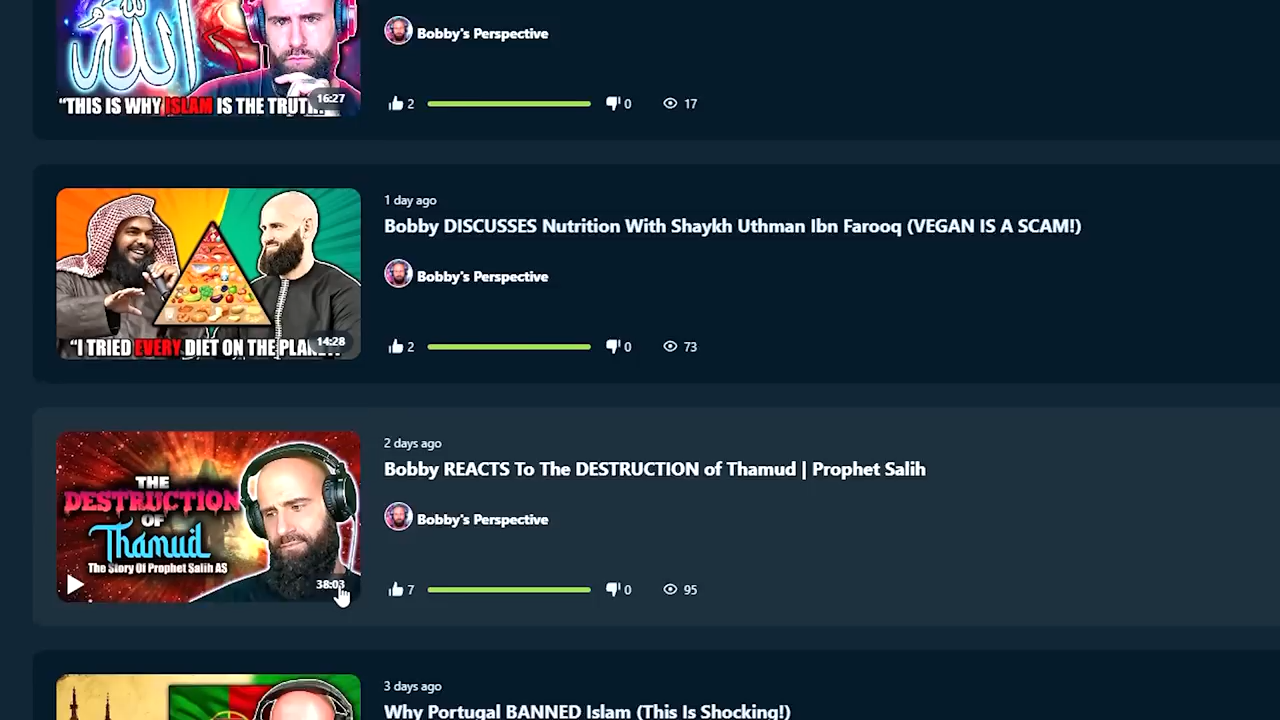 الله
Bobby's Perspective
"THIS IS WHY ISLAM IS THE TRUTH
16:27
2
0
17
1 day ago
Bobby DISCUSSES Nutrition With Shaykh Uthman Ibn Farooq (VEGAN IS A SCAM!)
Bobby's Perspective
"I TRIED EVERY DIET ON THE
14:28
2
0
73
2 days ago
Bobby REACTS To The DESTRUCTION of Thamud | Prophet Salih
THE
DESTRUCTION
OF
Thamud
The Story Of Prophet Salih AS
Bobby's Perspective
38:03
7
0
95
3 days ago
Why Portugal BANNED Islam (This Is Shocking!)